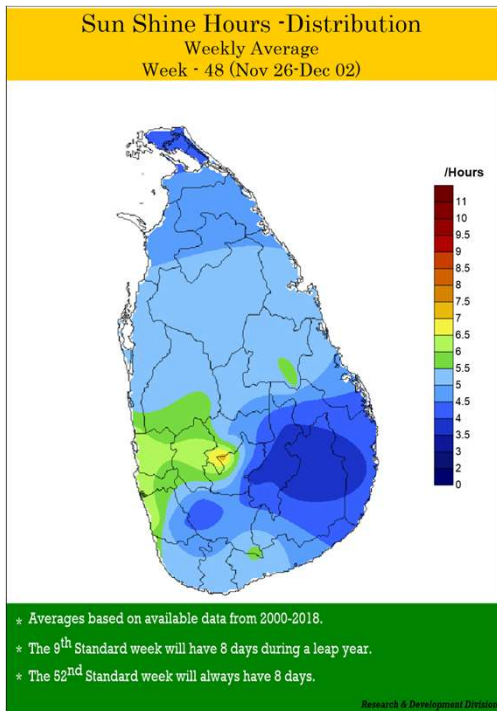 Sun Shine Hours -Distribution
Weekly Average
Week - 48 (Nov 26-Dec 02)
/Hours
11
10
9.5
9
8.5
8
7.5
7
6.5
6
5.5
5
4.5
4
3.5
3
2
0
* Averages based on available data from 2000-2018.
* The 9th Standard week will have 8 days during a leap year.
* The 52nd Standard week will always have 8 days.
Research & Development Division